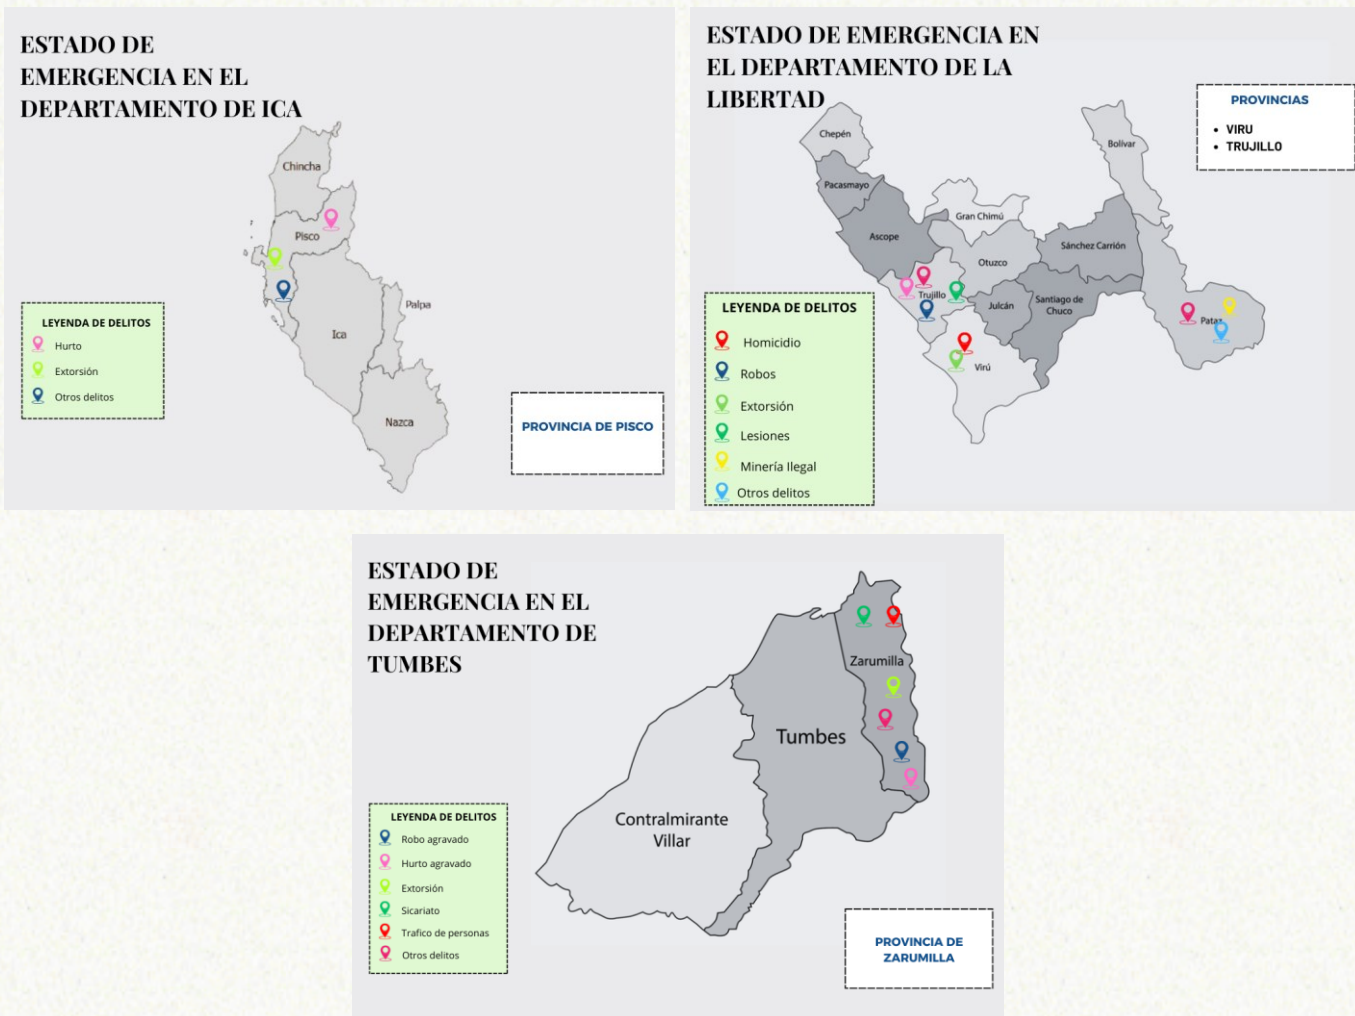 ESTADO DE
EMERGENCIA EN EL
DEPARTAMENTO DE ICA
Chincha
Pisco
Palpa
Ica
Nazca
LEYENDA DE DELITOS
Hurto
Extorsión
Otros delitos
PROVINCIA DE PISCO
ESTADO DE EMERGENCIA EN
EL DEPARTAMENTO DE LA
LIBERTAD
PROVINCIAS
• VIRU
• TRUJILLO
Chepén
Bolívar
Pacasmayo
Gran Chimú
Ascope
Sánchez Carrión
Otuzco
Trujillo
Julcán
Santiago de
Chuco
Pataz
Virú
LEYENDA DE DELITOS
Homicidio
Robos
Extorsión
Lesiones
Minería Ilegal
Otros delitos
ESTADO DE
EMERGENCIA EN EL
DEPARTAMENTO DE
TUMBES
Zarumilla
Tumbes
Contralmirante
Villar
LEYENDA DE DELITOS
Robo agravado
Hurto agravado
Extorsión
Sicariato
Trafico de personas
Otros delitos
PROVINCIA DE
ZARUMILLA